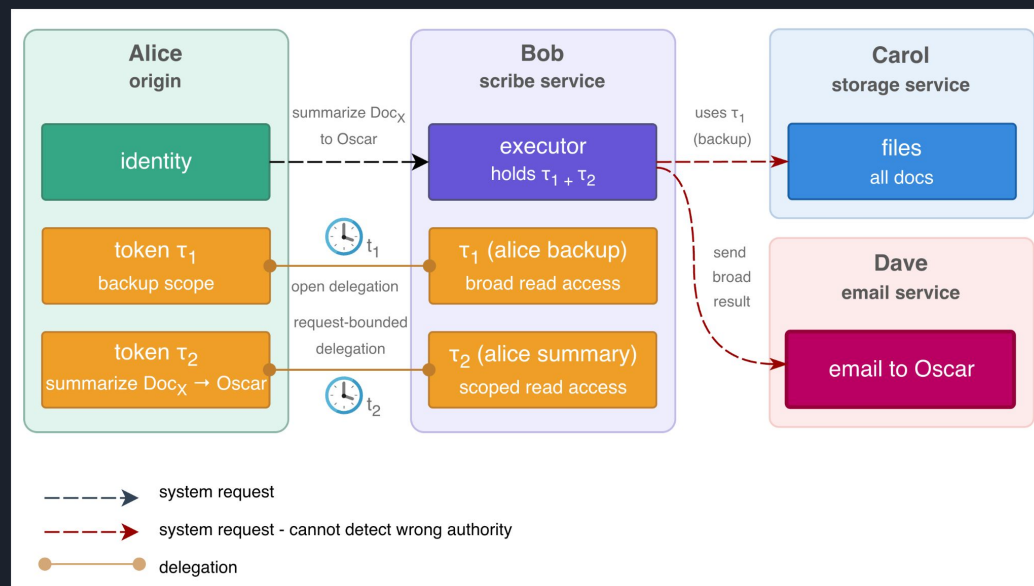 Alice
origin
identity
token τ₁
backup scope
token τ₂
summarize Docₓ → Oscar
summarize Docₓ
to Oscar
t₁
open delegation
request-bounded
delegation
t₂
Bob
scribe service
executor
holds τ₁ + τ₂
τ₁ (alice backup)
broad read access
τ₂ (alice summary)
scoped read access
uses τ₁
(backup)
send
broad
result
Carol
storage service
files
all docs
Dave
email service
email to Oscar
system request
system request - cannot detect wrong authority
delegation